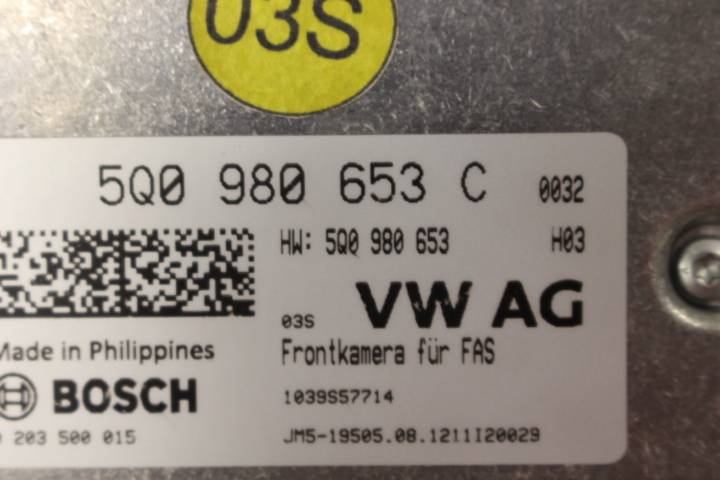 03S
5Q0 980 653 C 0032
HW: 5Q0 980 653 H03
03S VW AG
Made in Philippines
Frontkamera für FAS
BOSCH
1039S57714
203 500 015
JM5-19505.08.1211I20029